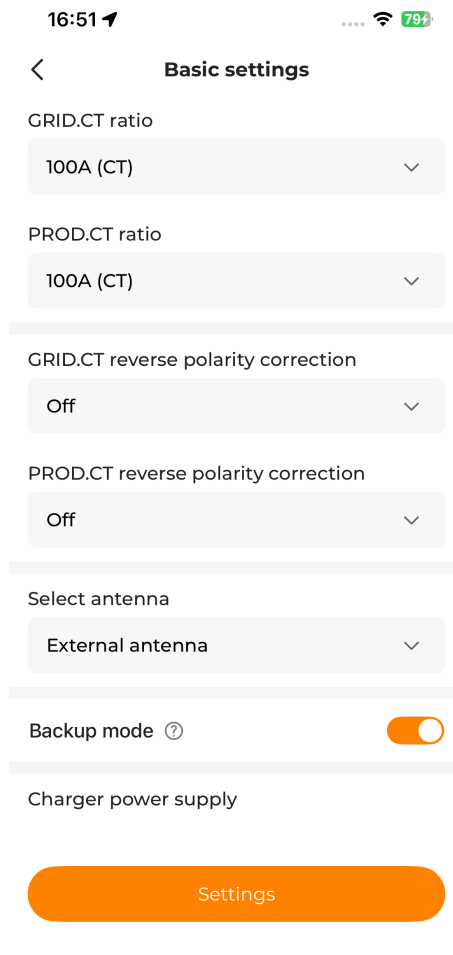 16:51
79
Basic settings
GRID.CT ratio
100A (CT)
PROD.CT ratio
100A (CT)
GRID.CT reverse polarity correction
Off
PROD.CT reverse polarity correction
Off
Select antenna
External antenna
Backup mode ?
Charger power supply
Settings